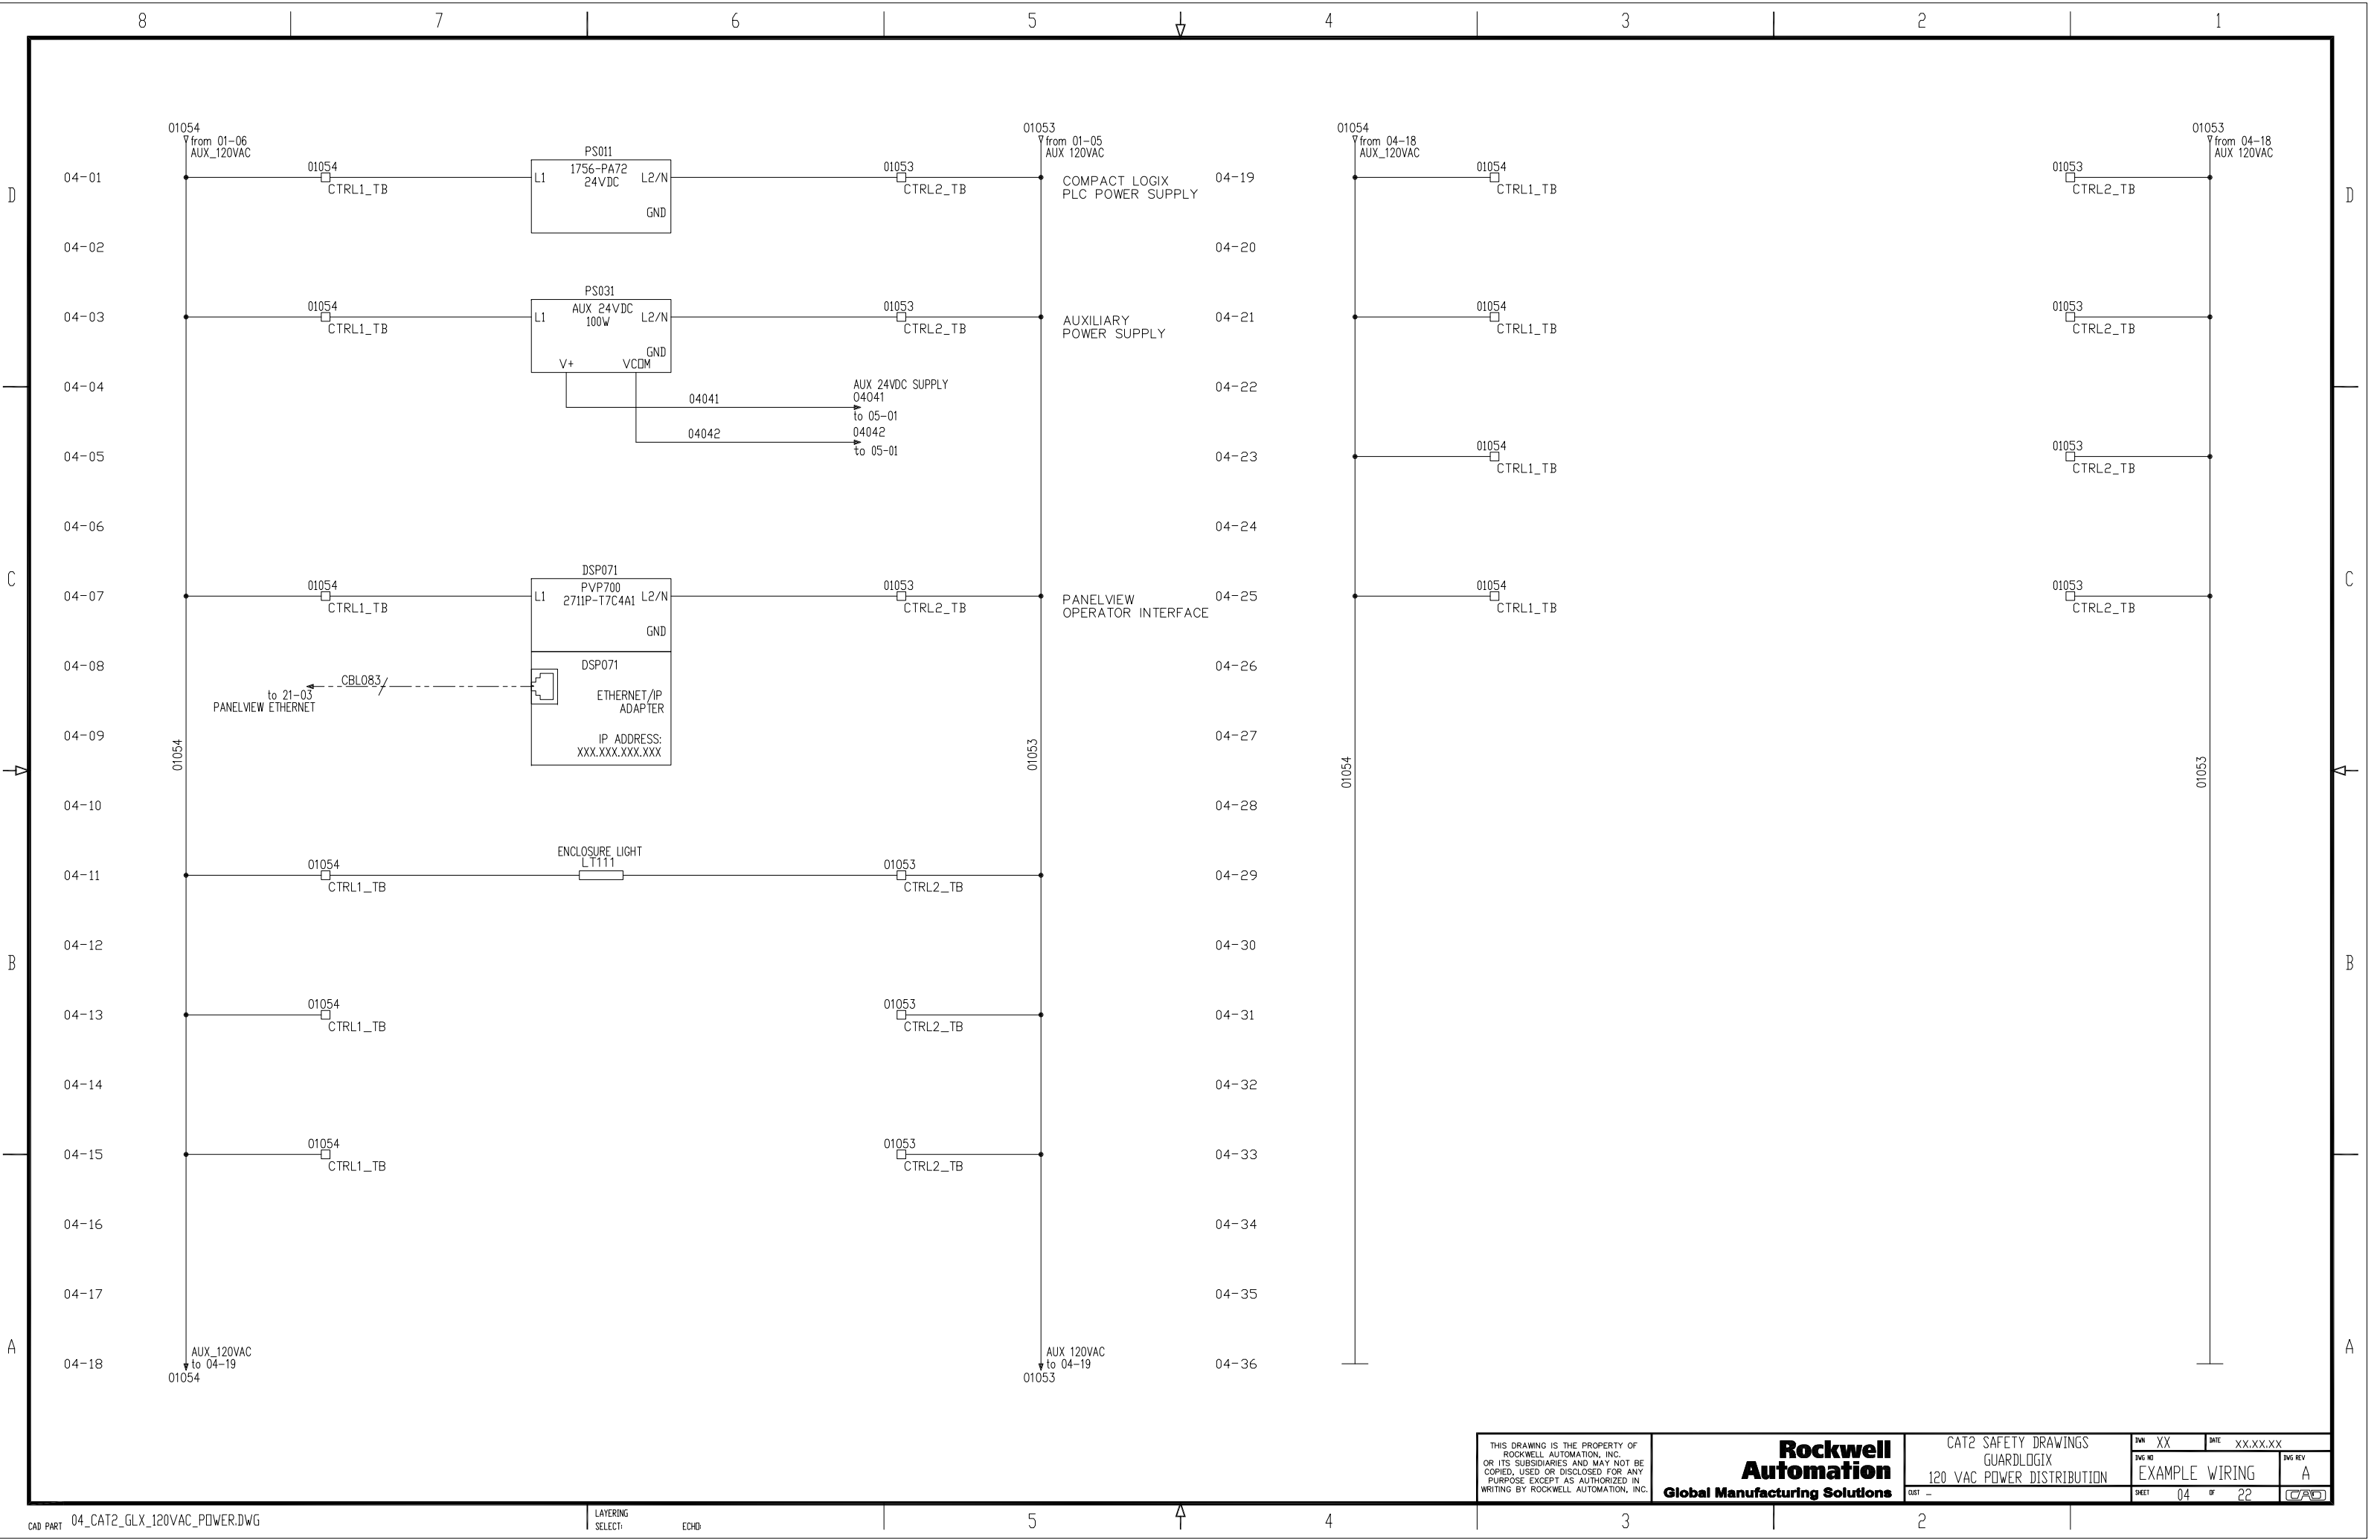 8 7 6 5 4 3 2 1
D
C
B
A
01054
from 01-06
AUX_120VAC
01053
from 01-05
AUX 120VAC
04-01
01054
CTRL1_TB
PS011
1756-PA72
24VDC
L1
L2/N
GND
01053
CTRL2_TB
COMPACT LOGIX
PLC POWER SUPPLY
04-02
04-03
01054
CTRL1_TB
PS031
AUX 24VDC
100W
L1
L2/N
GND
V+
VCOM
01053
CTRL2_TB
AUXILIARY
POWER SUPPLY
04-04
04041
AUX 24VDC SUPPLY
04041
to 05-01
04042
04042
to 05-01
04-05
04-06
04-07
01054
CTRL1_TB
DSP071
PVP700
2711P-T7C4A1
L1
L2/N
GND
01053
CTRL2_TB
PANELVIEW
OPERATOR INTERFACE
04-08
DSP071
CBL083
to 21-03
PANELVIEW ETHERNET
ETHERNET/IP
ADAPTER
04-09
IP ADDRESS:
XXX.XXX.XXX.XXX
01054
01053
04-10
04-11
01054
CTRL1_TB
ENCLOSURE LIGHT
LT111
01053
CTRL2_TB
04-12
04-13
01054
CTRL1_TB
01053
CTRL2_TB
04-14
04-15
01054
CTRL1_TB
01053
CTRL2_TB
04-16
04-17
04-18
AUX_120VAC
to 04-19
01054
AUX 120VAC
to 04-19
01053
01054
from 04-18
AUX_120VAC
01053
from 04-18
AUX 120VAC
04-19
01054
CTRL1_TB
01053
CTRL2_TB
04-20
04-21
01054
CTRL1_TB
01053
CTRL2_TB
04-22
04-23
01054
CTRL1_TB
01053
CTRL2_TB
04-24
04-25
01054
CTRL1_TB
01053
CTRL2_TB
04-26
04-27
01054
01053
04-28
04-29
04-30
04-31
04-32
04-33
04-34
04-35
04-36
D
C
B
A
THIS DRAWING IS THE PROPERTY OF
ROCKWELL AUTOMATION, INC.
OR ITS SUBSIDIARIES AND MAY NOT BE
COPIED, USED OR DISCLOSED FOR ANY
PURPOSE EXCEPT AS AUTHORIZED IN
WRITING BY ROCKWELL AUTOMATION, INC.
Rockwell
Automation
Global Manufacturing Solutions
CAT2 SAFETY DRAWINGS
GUARDLOGIX
120 VAC POWER DISTRIBUTION
CUST -
DWN XX
DATE XX.XX.XX
DWG NO
EXAMPLE WIRING
DWG REV
A
SHEET 04 OF 22
CAD
CAD PART 04_CAT2_GLX_120VAC_POWER.DWG
LAYERING
SELECT: ECHO:
5 4 3 2